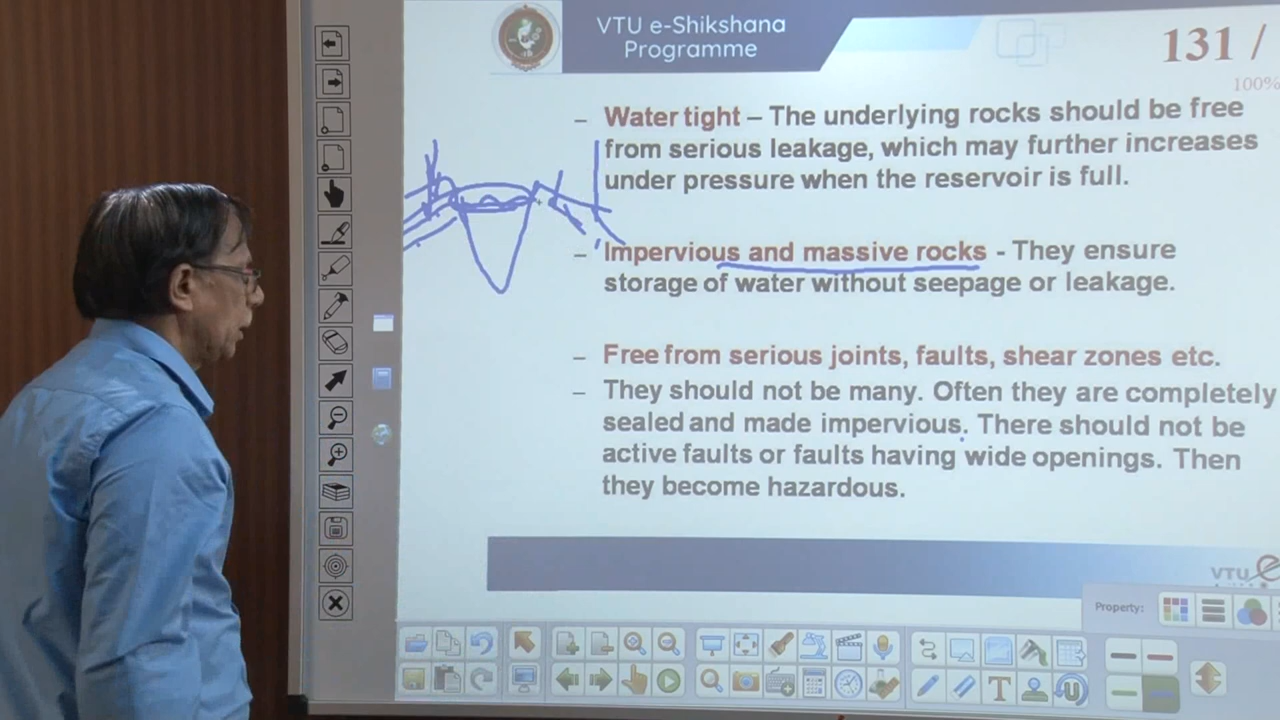 VTU e-Shikshana
Programme
131 /
100%
– Water tight – The underlying rocks should be free
from serious leakage, which may further increases
under pressure when the reservoir is full.
– Impervious and massive rocks - They ensure
storage of water without seepage or leakage.
– Free from serious joints, faults, shear zones etc.
– They should not be many. Often they are completely
sealed and made impervious. There should not be
active faults or faults having wide openings. Then
they become hazardous.
VTU e
Property: